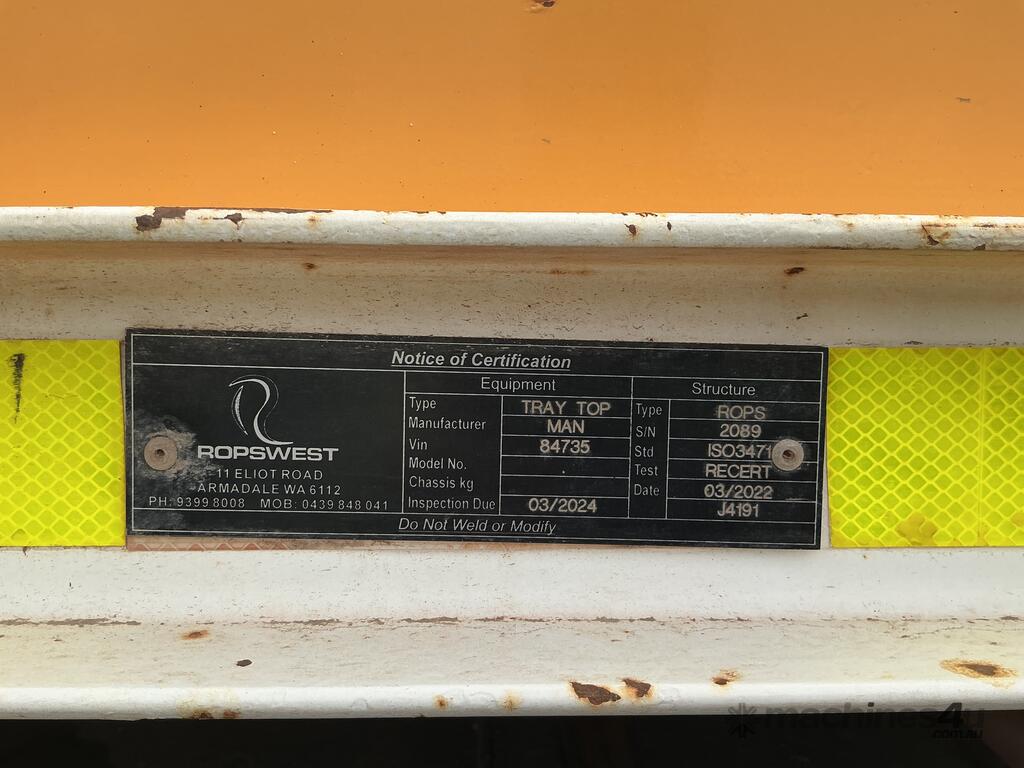 Notice of Certification
ROPSWEST
11 ELIOT ROAD
ARMADALE WA 6112
PH: 9399 8008 MOB: 0439 848 041
Equipment
Type TRAY TOP
Manufacturer MAN
Vin 84735
Model No.
Chassis kg
Inspection Due 03/2024
Structure
Type ROPS
S/N 2089
Std ISO3471
Test RECERT
Date 03/2022
J4191
Do Not Weld or Modify
machines4u
.com.au